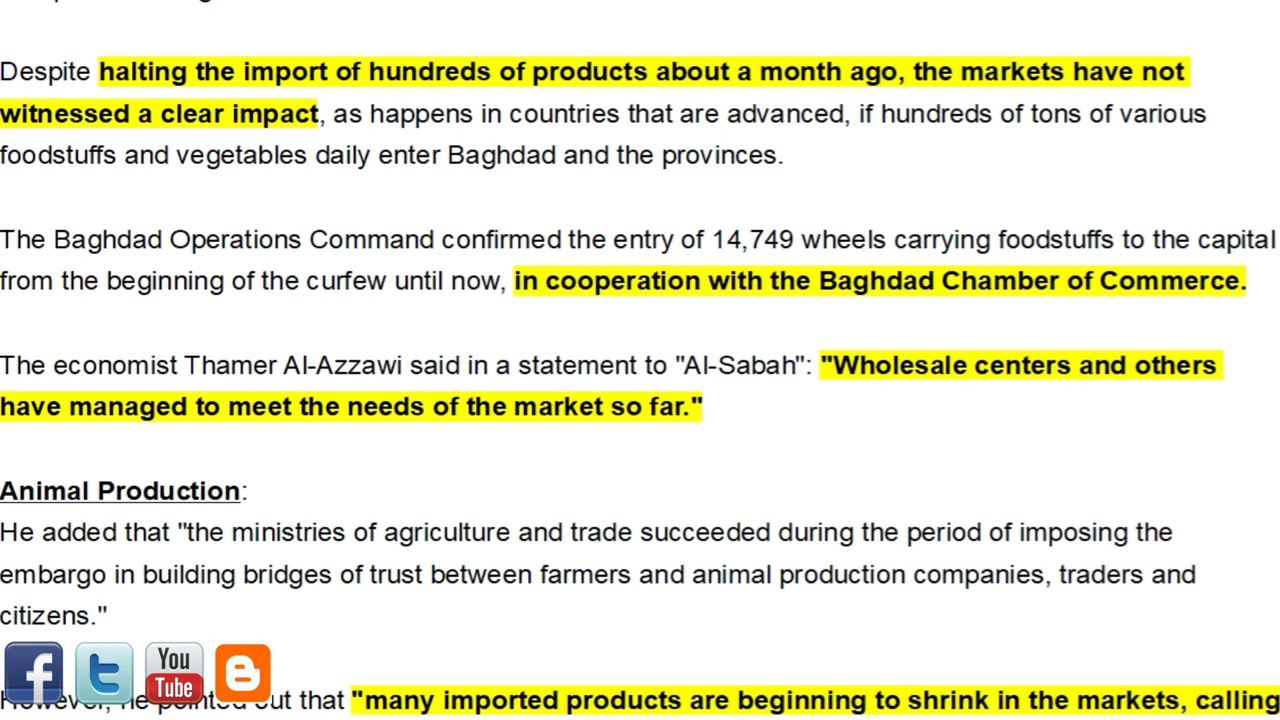 Despite halting the import of hundreds of products about a month ago, the markets have not
witnessed a clear impact, as happens in countries that are advanced, if hundreds of tons of various
foodstuffs and vegetables daily enter Baghdad and the provinces.
The Baghdad Operations Command confirmed the entry of 14,749 wheels carrying foodstuffs to the capital
from the beginning of the curfew until now, in cooperation with the Baghdad Chamber of Commerce.
The economist Thamer Al-Azzawi said in a statement to "Al-Sabah": "Wholesale centers and others
have managed to meet the needs of the market so far."
Animal Production:
He added that "the ministries of agriculture and trade succeeded during the period of imposing the
embargo in building bridges of trust between farmers and animal production companies, traders and
citizens."
You
Tube
However, he pointed out that "many imported products are beginning to shrink in the markets, calling